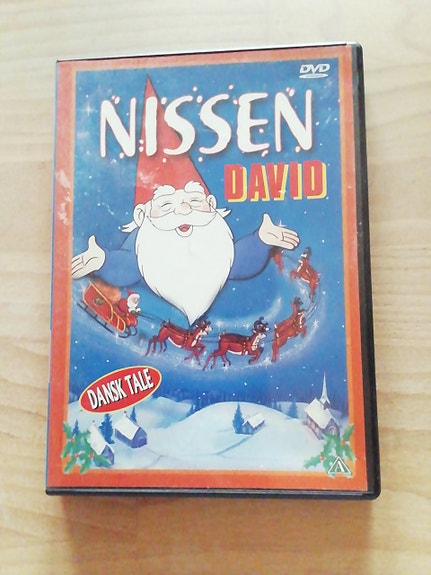 DVD
NISSEN
DAVID
DANSK TALE
A